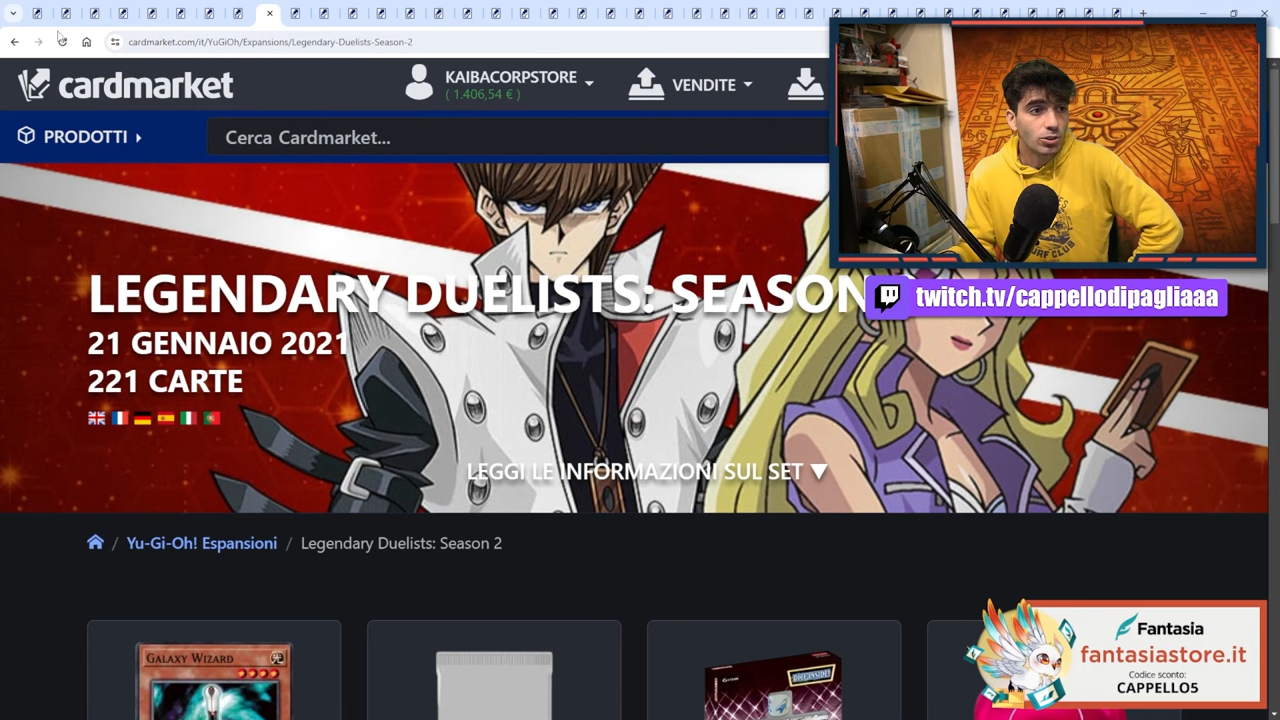 cardmarket.com/it/YuGiOh/Expansions/Legendary-Duelists-Season-2
cardmarket
KAIBACORPSTORE
( 1.406,54 € )
VENDITE
PRODOTTI
Cerca Cardmarket...
LEGENDARY DUELISTS: SEASON
twitch.tv/cappellodipagliaaa
21 GENNAIO 2021
221 CARTE
LEGGI LE INFORMAZIONI SUL SET ▼
/ Yu-Gi-Oh! Espansioni / Legendary Duelists: Season 2
GALAXY WIZARD
Fantasia
fantasiastore.it
Codice sconto:
CAPPELLO5